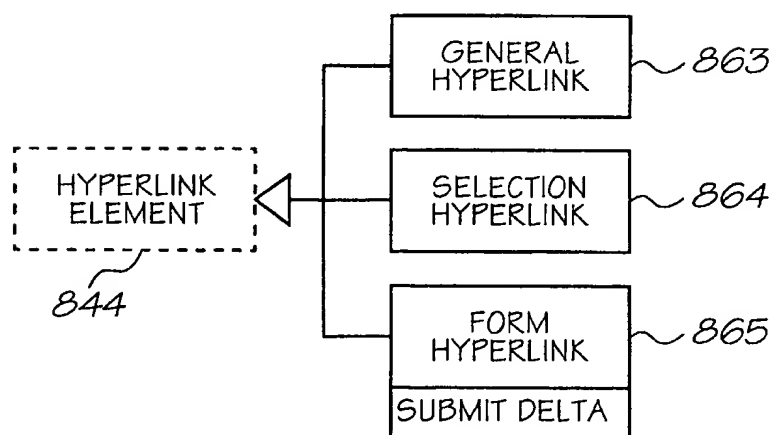 GENERAL
HYPERLINK
863
HYPERLINK
ELEMENT
844
SELECTION
HYPERLINK
864
FORM
HYPERLINK
865
SUBMIT DELTA